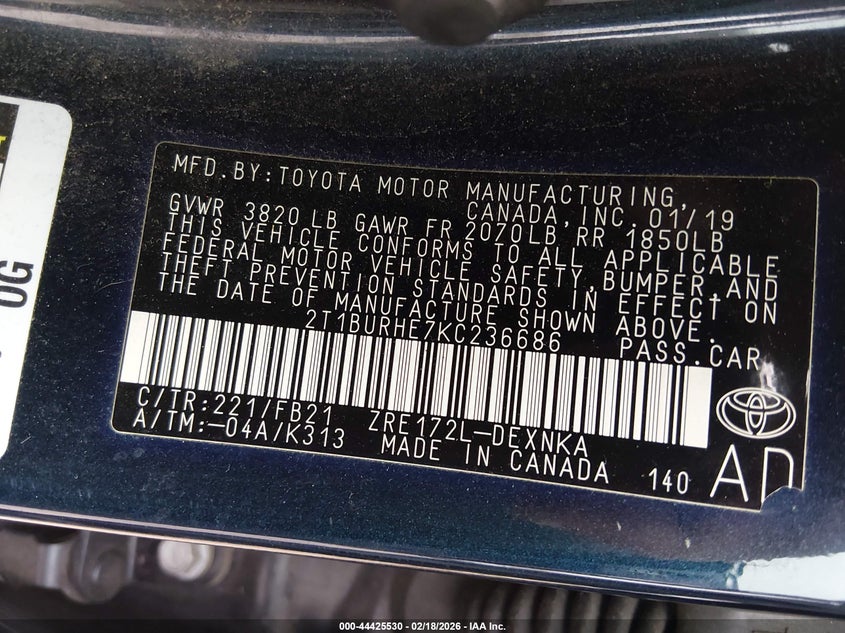 MFD.BY:TOYOTA MOTOR MANUFACTURING,
CANADA,INC. 01/19
GVWR 3820 LB GAWR FR 2070LB RR 1850LB
THIS VEHICLE CONFORMS TO ALL APPLICABLE
FEDERAL MOTOR VEHICLE SAFETY,BUMPER,AND
THEFT PREVENTION STANDARDS IN EFFECT ON
THE DATE OF MANUFACTURE SHOWN ABOVE.
2T1BURHE7KC236686 PASS.CAR
C/TR:221/FB21 ZRE172L-DEXNKA
A/TM:-04A/K313 MADE IN CANADA 140
OG
000-44425530 - 02/18/2026 - IAA Inc.